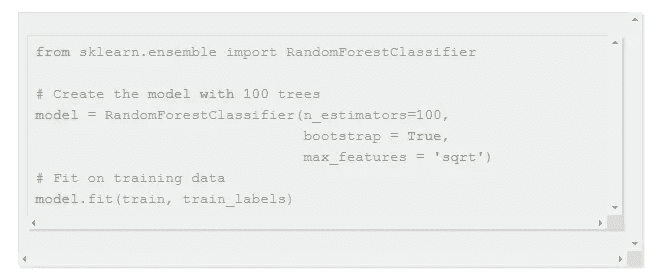 from sklearn.ensemble import RandomForestClassifier
# Create the model with 100 trees
model = RandomForestClassifier(n_estimators=100,
bootstrap = True,
max_features = 'sqrt')
# Fit on training data
model.fit(train, train_labels)